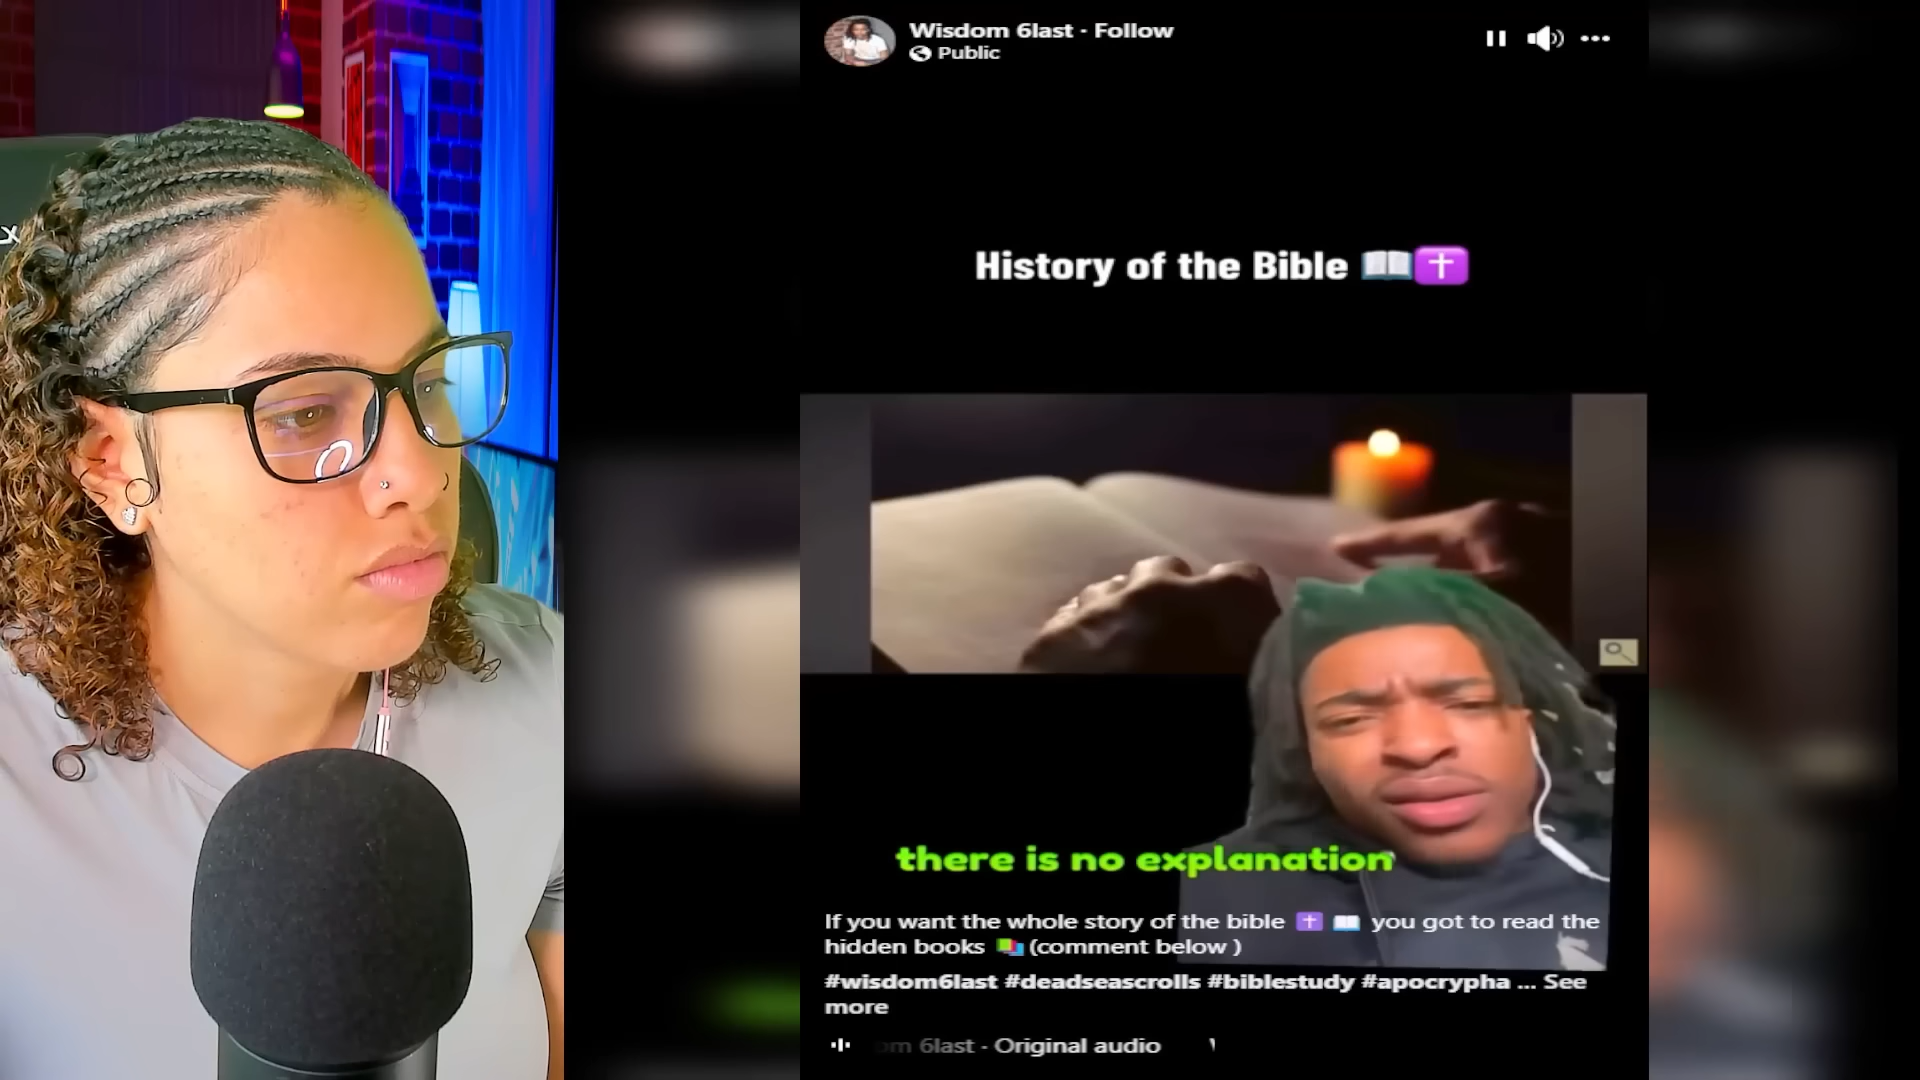 Wisdom 6last · Follow
Public
History of the Bible 📖✝️
there is no explanation
If you want the whole story of the bible ✝️ 📖 you got to read the
hidden books 📚 (comment below )
#wisdom6last #deadseascrolls #biblestudy #apocrypha ... See
more
om 6last · Original audio